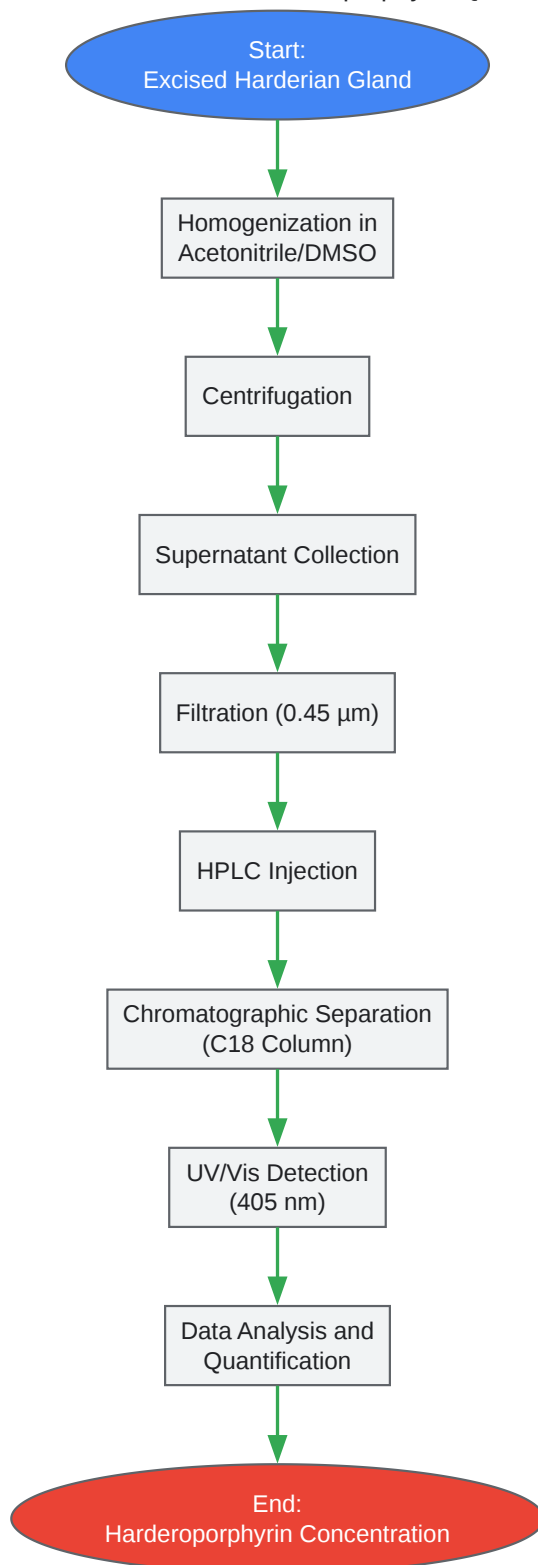 Start:
Excised Harderian Gland
Homogenization in
Acetonitrile/DMSO
Centrifugation
Supernatant Collection
Filtration (0.45 µm)
HPLC Injection
Chromatographic Separation
(C18 Column)
UV/Vis Detection
(405 nm)
Data Analysis and
Quantification
End:
Harderoporphyrin Concentration